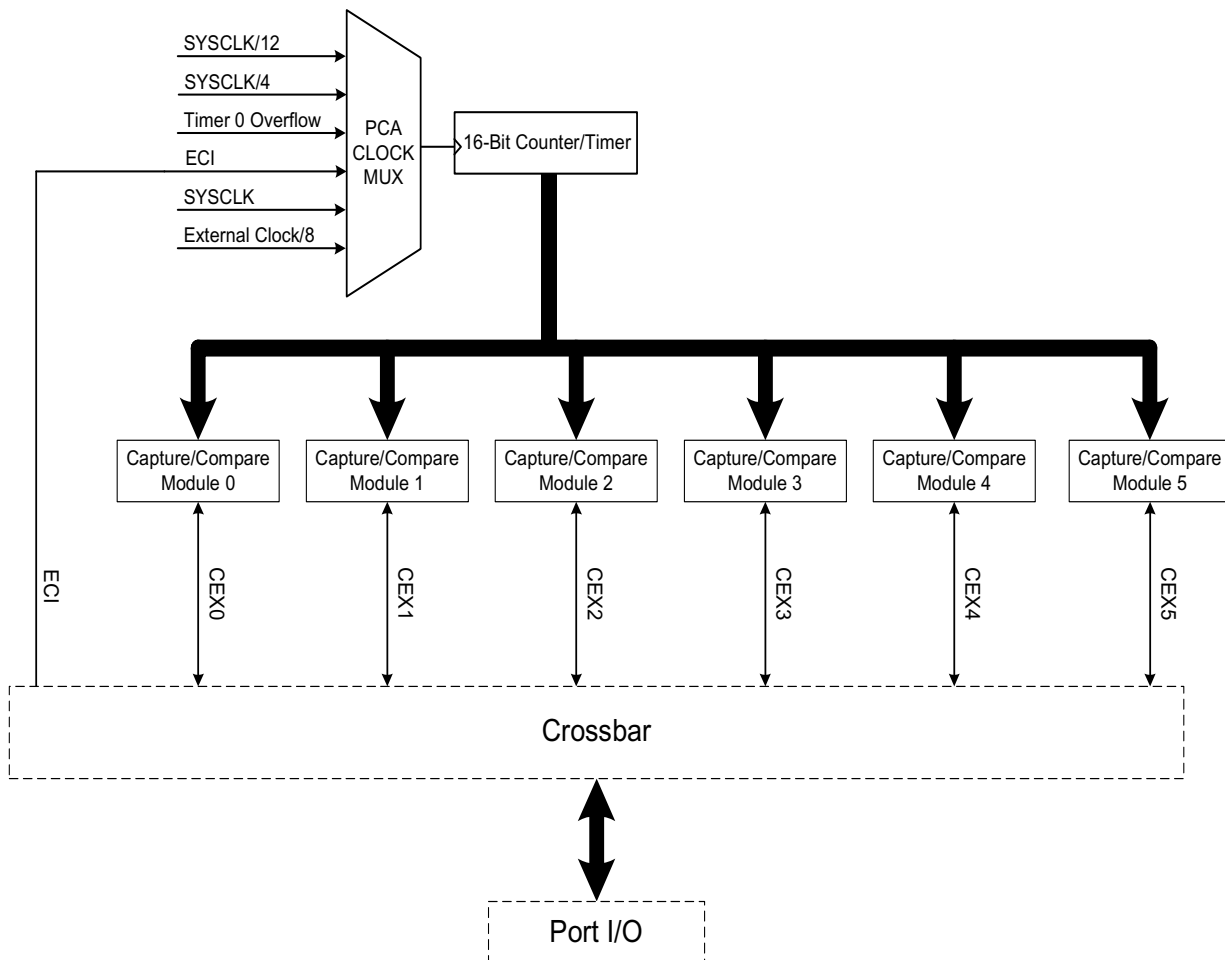 SYSCLK/12
SYSCLK/4
Timer 0 Overflow
ECI
SYSCLK
External Clock/8
PCA
CLOCK
MUX
16-Bit Counter/Timer
Capture/Compare
Module 0
Capture/Compare
Module 1
Capture/Compare
Module 2
Capture/Compare
Module 3
Capture/Compare
Module 4
Capture/Compare
Module 5
ECI
CEX0
CEX1
CEX2
CEX3
CEX4
CEX5
Crossbar
Port I/O